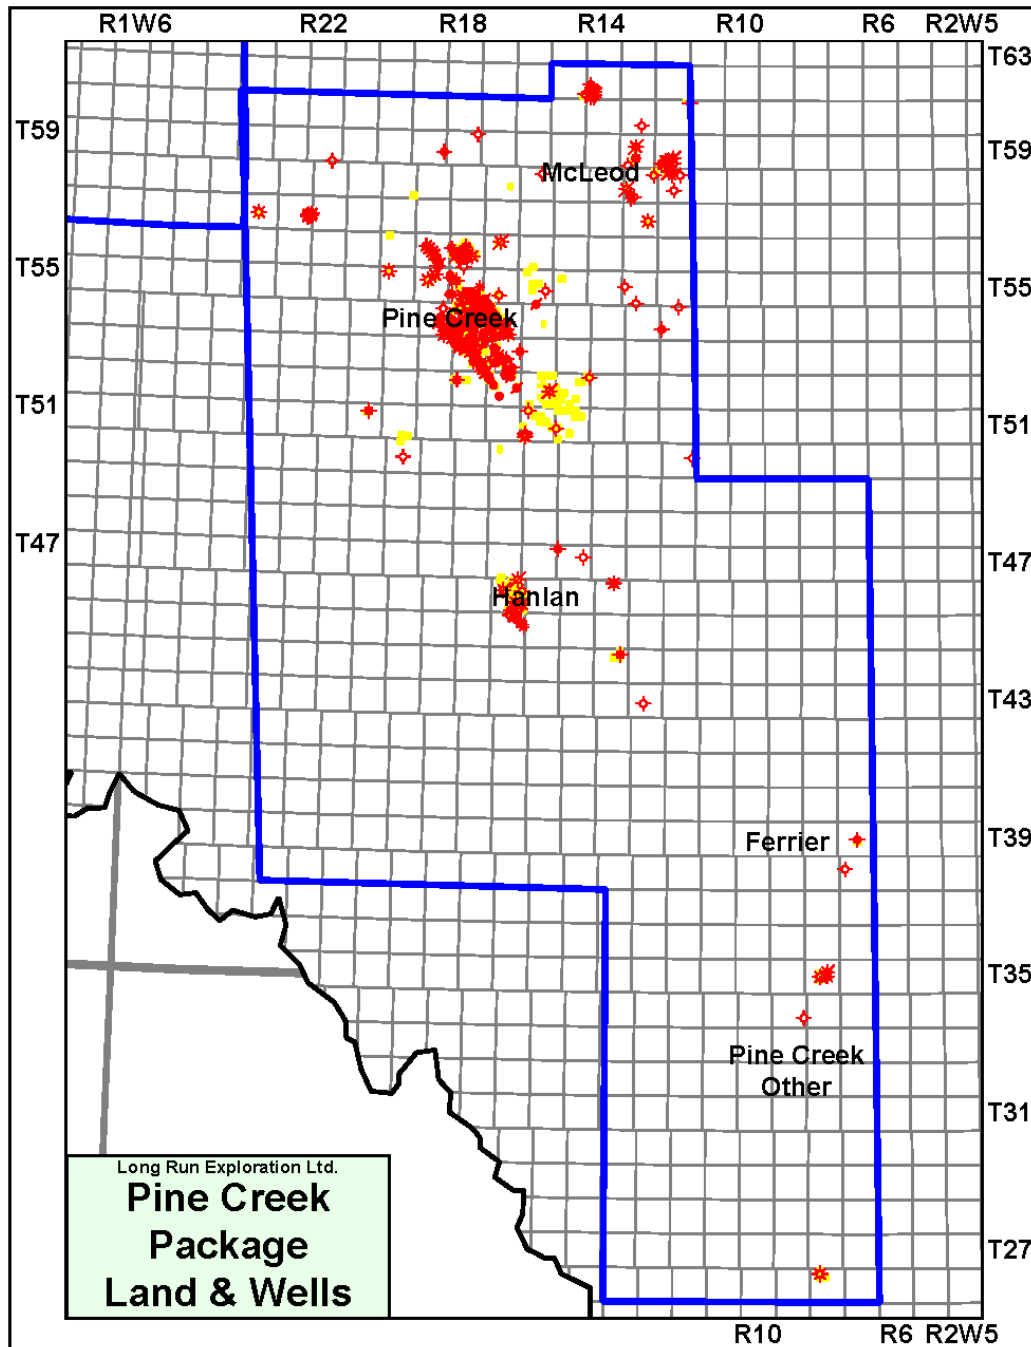 R1W6 R22 R18 R14 R10 R6 R2W5
T63
T59
T59
McLeod
T55
T55
Pine Creek
T51
T51
T47
T47
Hanlan
T43
T39
Ferrier
T35
Pine Creek
Other
T31
Long Run Exploration Ltd.
Pine Creek
Package
Land & Wells
T27
R10 R6 R2W5